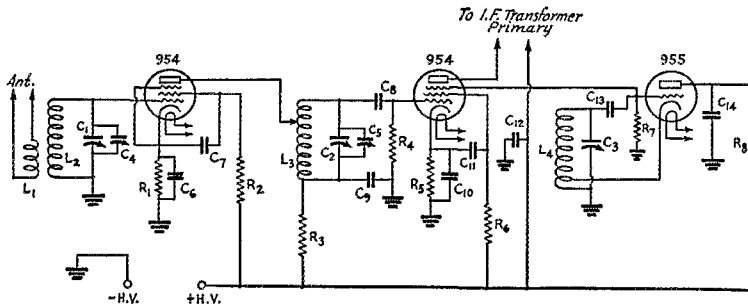 To I.F. Transformer
Primary
954
954
955
Ant.
C8
C13
C14
C12
C1
C4
C7
C2
C5
R4
C11
R7
C3
R8
L1
L2
L3
L4
R1
C6
R2
C9
R5
C10
R3
R6
-H.V.
+H.V.